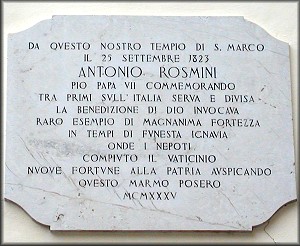 DA QVESTO NOSTRO TEMPIO DI S. MARCO
IL 25 SETTEMBRE 1823
ANTONIO ROSMINI
PIO PAPA VII COMMEMORANDO
TRA PRIMI SVLL'ITALIA SERVA E DIVISA
LA BENEDIZIONE DI DIO INVOCAVA
RARO ESEMPIO DI MAGNANIMA FORTEZZA
IN TEMPI DI FVNESTA IGNAVIA
ONDE I NEPOTI
COMPIVTO IL VATICINIO
NVOVE FORTVNE ALLA PATRIA AVSPICANDO
QVESTO MARMO POSERO
MCMXXXV